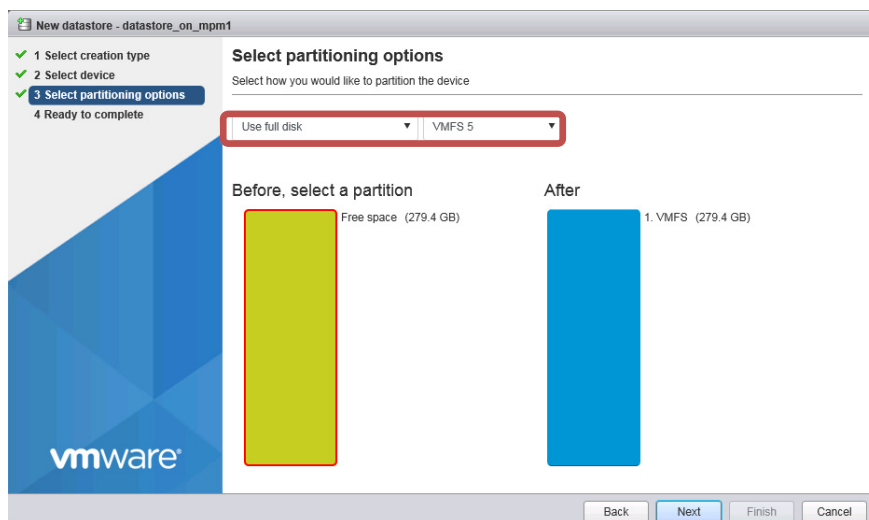 New datastore - datastore_on_mpm1
1 Select creation type
2 Select device
3 Select partitioning options
4 Ready to complete
Select partitioning options
Select how you would like to partition the device
Use full disk VMFS 5
Before, select a partition After
Free space (279.4 GB) 1. VMFS (279.4 GB)
vmware®
Back Next Finish Cancel